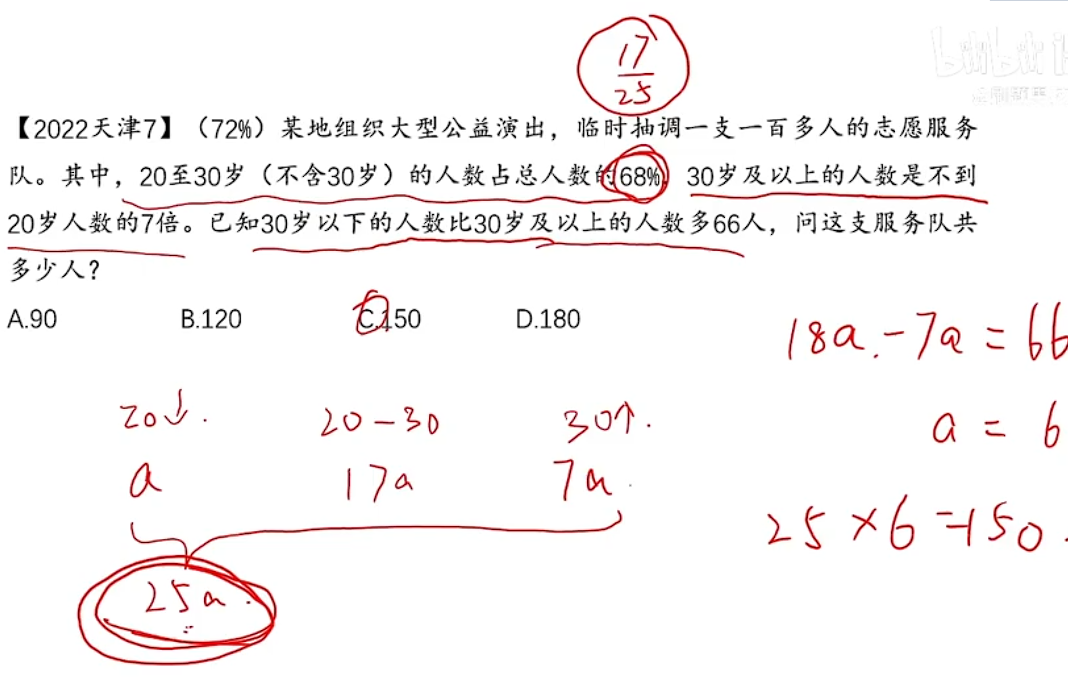 bilibili
17
25
【2022天津7】（72%）某地组织大型公益演出，临时抽调一支一百多人的志愿服务
队。其中，20至30岁（不含30岁）的人数占总人数的68%，30岁及以上的人数是不到
20岁人数的7倍。已知30岁以下的人数比30岁及以上的人数多66人，问这支服务队共
多少人？
A.90 B.120 C.150 D.180
18a-7a=66
20↓. 20-30 30↑.
a = 6
a 17a 7a
25×6=150.
25a